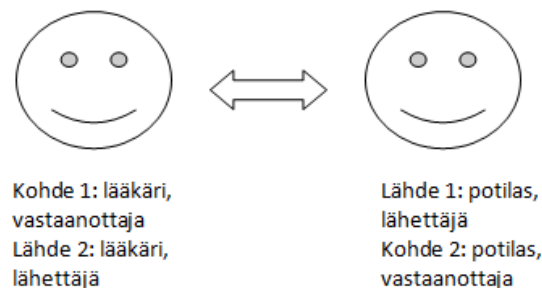 Kohde 1: lääkäri,
vastaanottaja
Lähde 2: lääkäri,
lähettäjä
Lähde 1: potilas,
lähettäjä
Kohde 2: potilas,
vastaanottaja